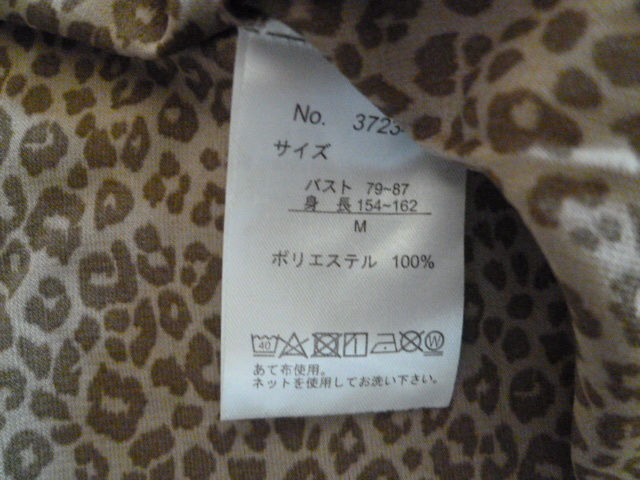 No. 3723
サイズ
バスト 79~87
身 長 154~162
M
ポリエステル 100%
40
W
あて布使用。
ネットを使用してお洗い下さい。